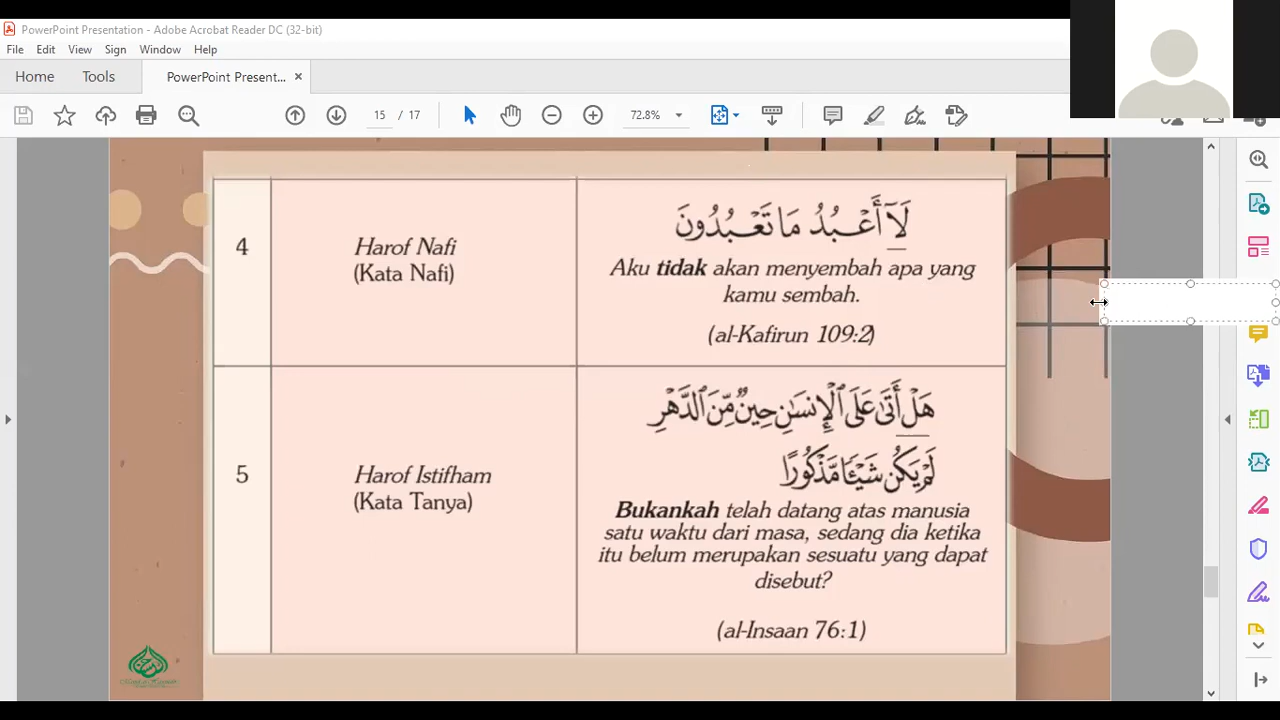 PowerPoint Presentation - Adobe Acrobat Reader DC (32-bit)
File Edit View Sign Window Help
Home Tools PowerPoint Present... ×
15 / 17 72.8%
4
Harof Nafi
(Kata Nafi)
لَآ أَعْبُدُ مَا تَعْبُدُونَ
Aku tidak akan menyembah apa yang
kamu sembah.
(al-Kafirun 109:2)
5
Harof Istifham
(Kata Tanya)
هَلْ أَتَىٰ عَلَى ٱلْإِنسَٰنِ حِينٌ مِّنَ ٱلدَّهْرِ
لَمْ يَكُن شَيْـًٔا مَّذْكُورًا
Bukankah telah datang atas manusia
satu waktu dari masa, sedang dia ketika
itu belum merupakan sesuatu yang dapat
disebut?
(al-Insaan 76:1)